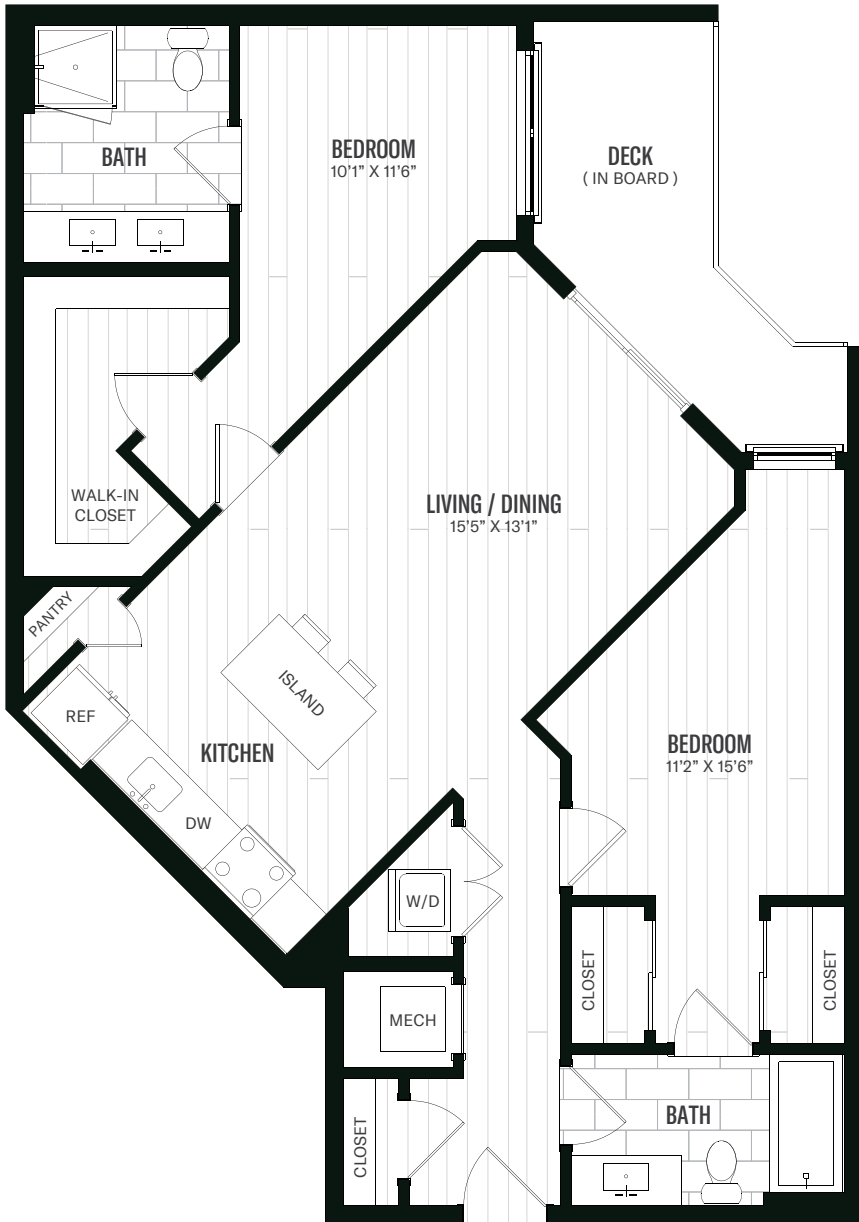 BATH
BEDROOM
10’1” X 11’6”
DECK
( IN BOARD )
WALK-IN
CLOSET
LIVING / DINING
15’5” X 13’1”
PANTRY
ISLAND
REF
KITCHEN
BEDROOM
11’2” X 15’6”
DW
W/D
CLOSET
CLOSET
MECH
BATH
CLOSET